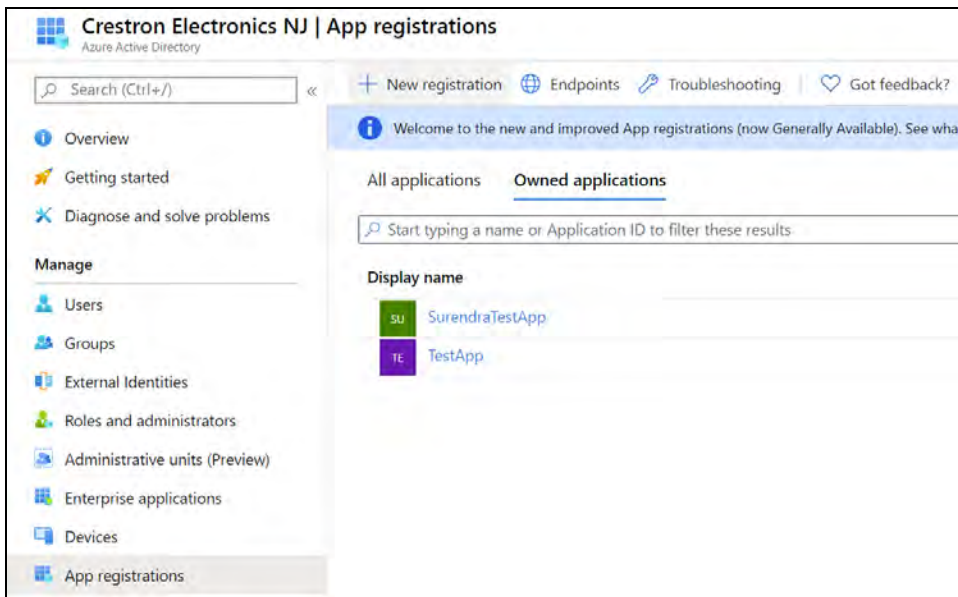 Crestron Electronics NJ | App registrations
Azure Active Directory
Search (Ctrl+/)
«
Overview
Getting started
Diagnose and solve problems
Manage
Users
Groups
External Identities
Roles and administrators
Administrative units (Preview)
Enterprise applications
Devices
App registrations
New registration
Endpoints
Troubleshooting
Got feedback?
Welcome to the new and improved App registrations (now Generally Available). See wha
All applications
Owned applications
Start typing a name or Application ID to filter these results
Display name
SU SurendraTestApp
TE TestApp